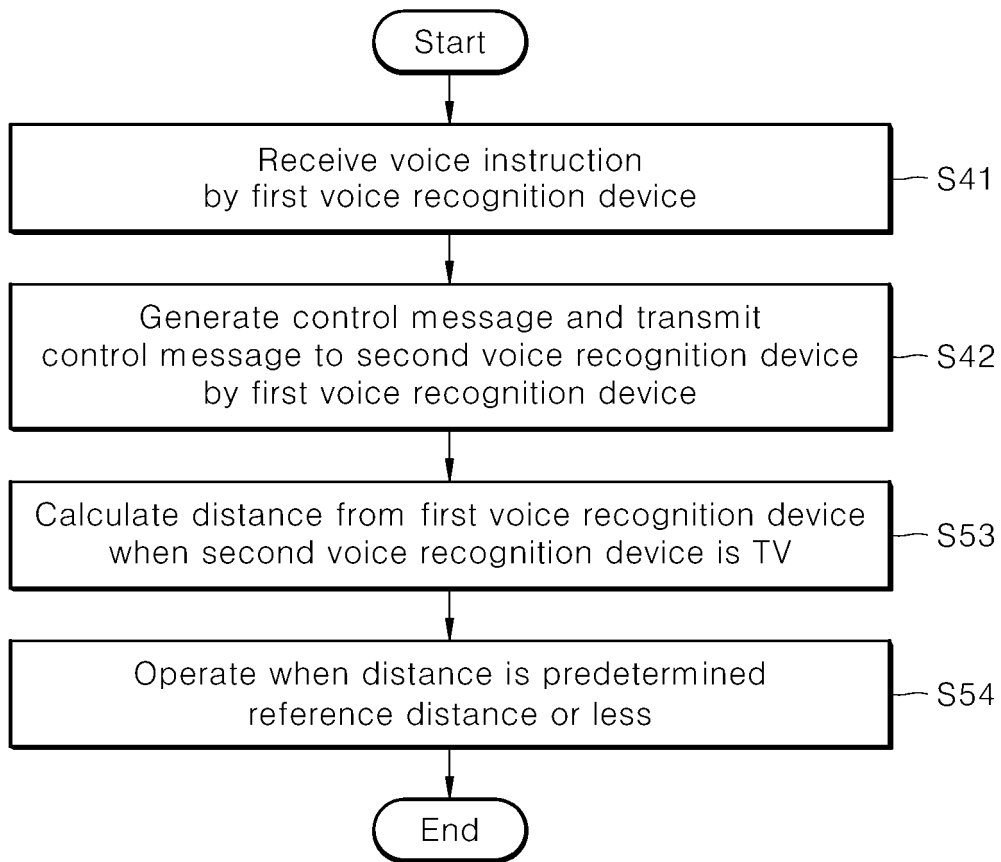 Start
Receive voice instruction
by first voice recognition device
S41
Generate control message and transmit
control message to second voice recognition device
by first voice recognition device
S42
Calculate distance from first voice recognition device
when second voice recognition device is TV
S53
Operate when distance is predetermined
reference distance or less
S54
End